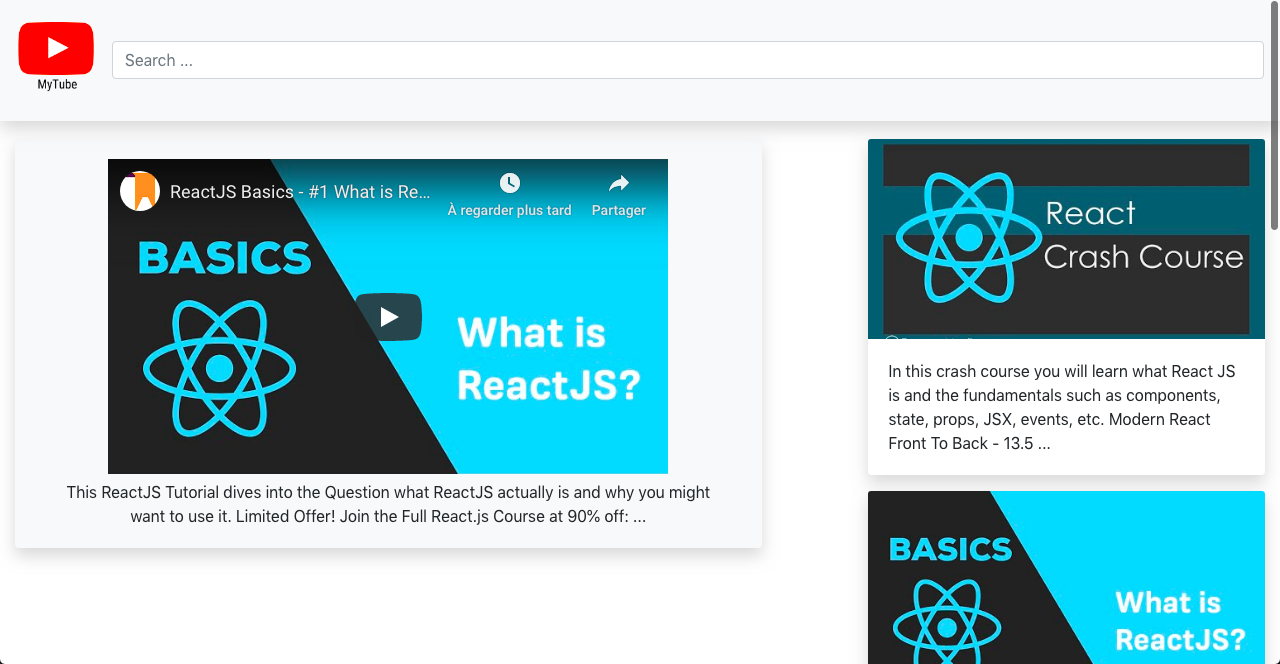 MyTube
Search ...
ReactJS Basics - #1 What is Re...
À regarder plus tard
Partager
BASICS
What is
ReactJS?
This ReactJS Tutorial dives into the Question what ReactJS actually is and why you might
want to use it. Limited Offer! Join the Full React.js Course at 90% off: ...
React
Crash Course
In this crash course you will learn what React JS
is and the fundamentals such as components,
state, props, JSX, events, etc. Modern React
Front To Back - 13.5 ...
BASICS
What is
ReactJS?